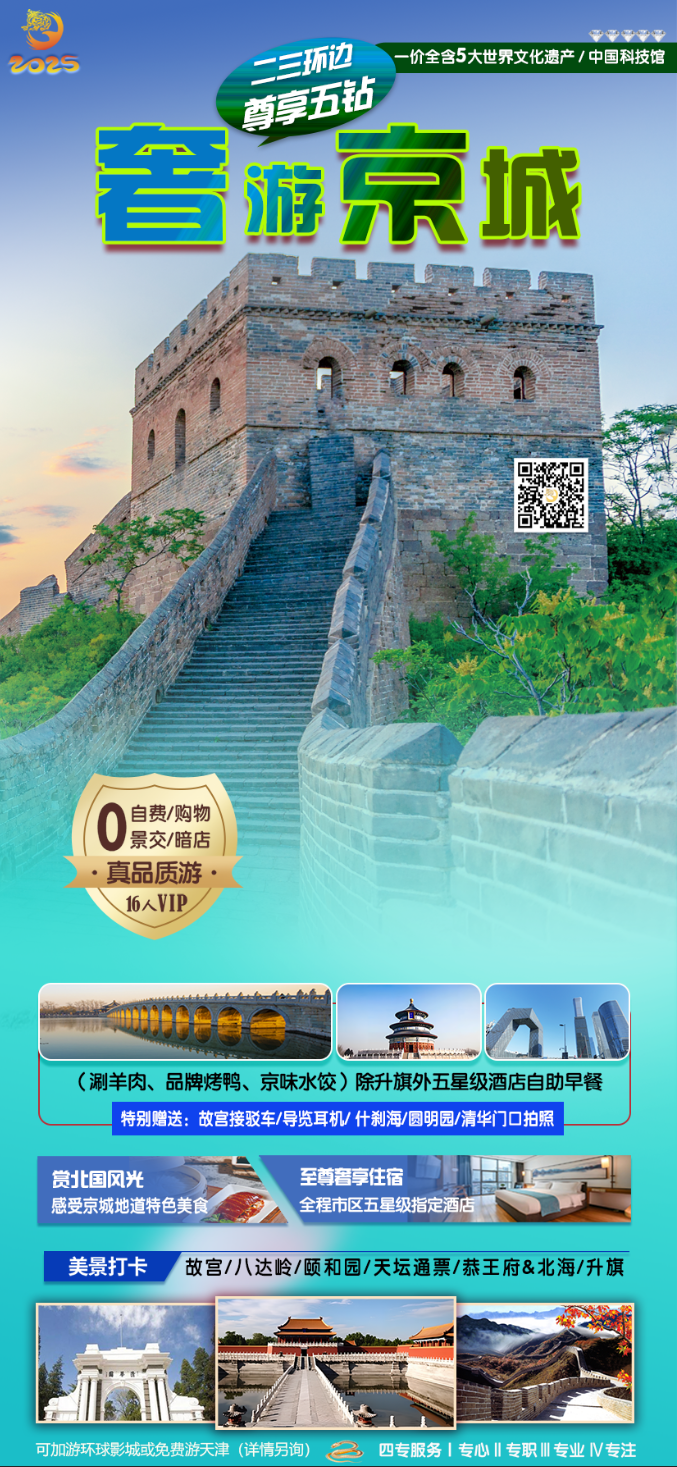 2025
一价全含5大世界文化遗产 / 中国科技馆
二三环边
尊享五钻
奢游京城
0 自费/购物
景交/暗店
·真品质游·
16人VIP
（涮羊肉、品牌烤鸭、京味水饺）除升旗外五星级酒店自助早餐
特别赠送：故宫接驳车/导览耳机/ 什刹海/圆明园/清华门口拍照
赏北国风光
感受京城地道特色美食
至尊奢享住宿
全程市区五星级指定酒店
美景打卡 故宫/八达岭/颐和园/天坛通票/恭王府&北海/升旗
可加游环球影城或免费游天津（详情另询） 四专服务 Ⅰ 专心 Ⅱ 专职 Ⅲ 专业 Ⅳ 专注